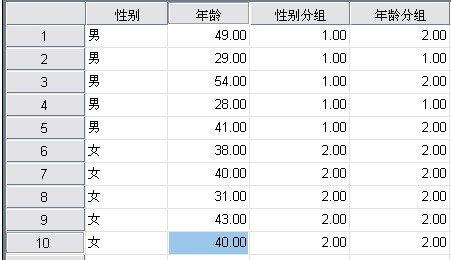 性别 年龄 性别分组 年龄分组
1 男 49.00 1.00 2.00
2 男 29.00 1.00 1.00
3 男 54.00 1.00 2.00
4 男 28.00 1.00 1.00
5 男 41.00 1.00 2.00
6 女 38.00 2.00 2.00
7 女 40.00 2.00 2.00
8 女 31.00 2.00 2.00
9 女 43.00 2.00 2.00
10 女 40.00 2.00 2.00